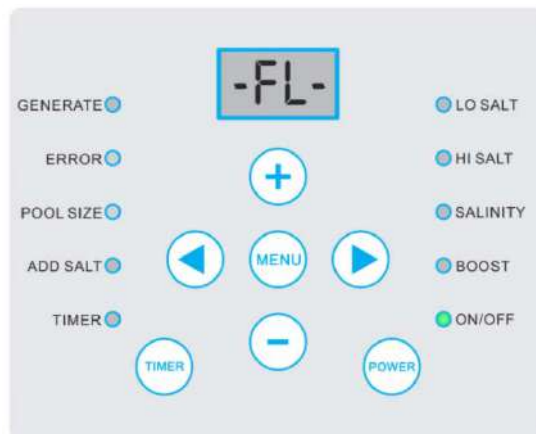 -FL-
GENERATE
LO SALT
ERROR
HI SALT
+
POOL SIZE
SALINITY
ADD SALT
MENU
BOOST
TIMER
−
ON/OFF
TIMER
POWER